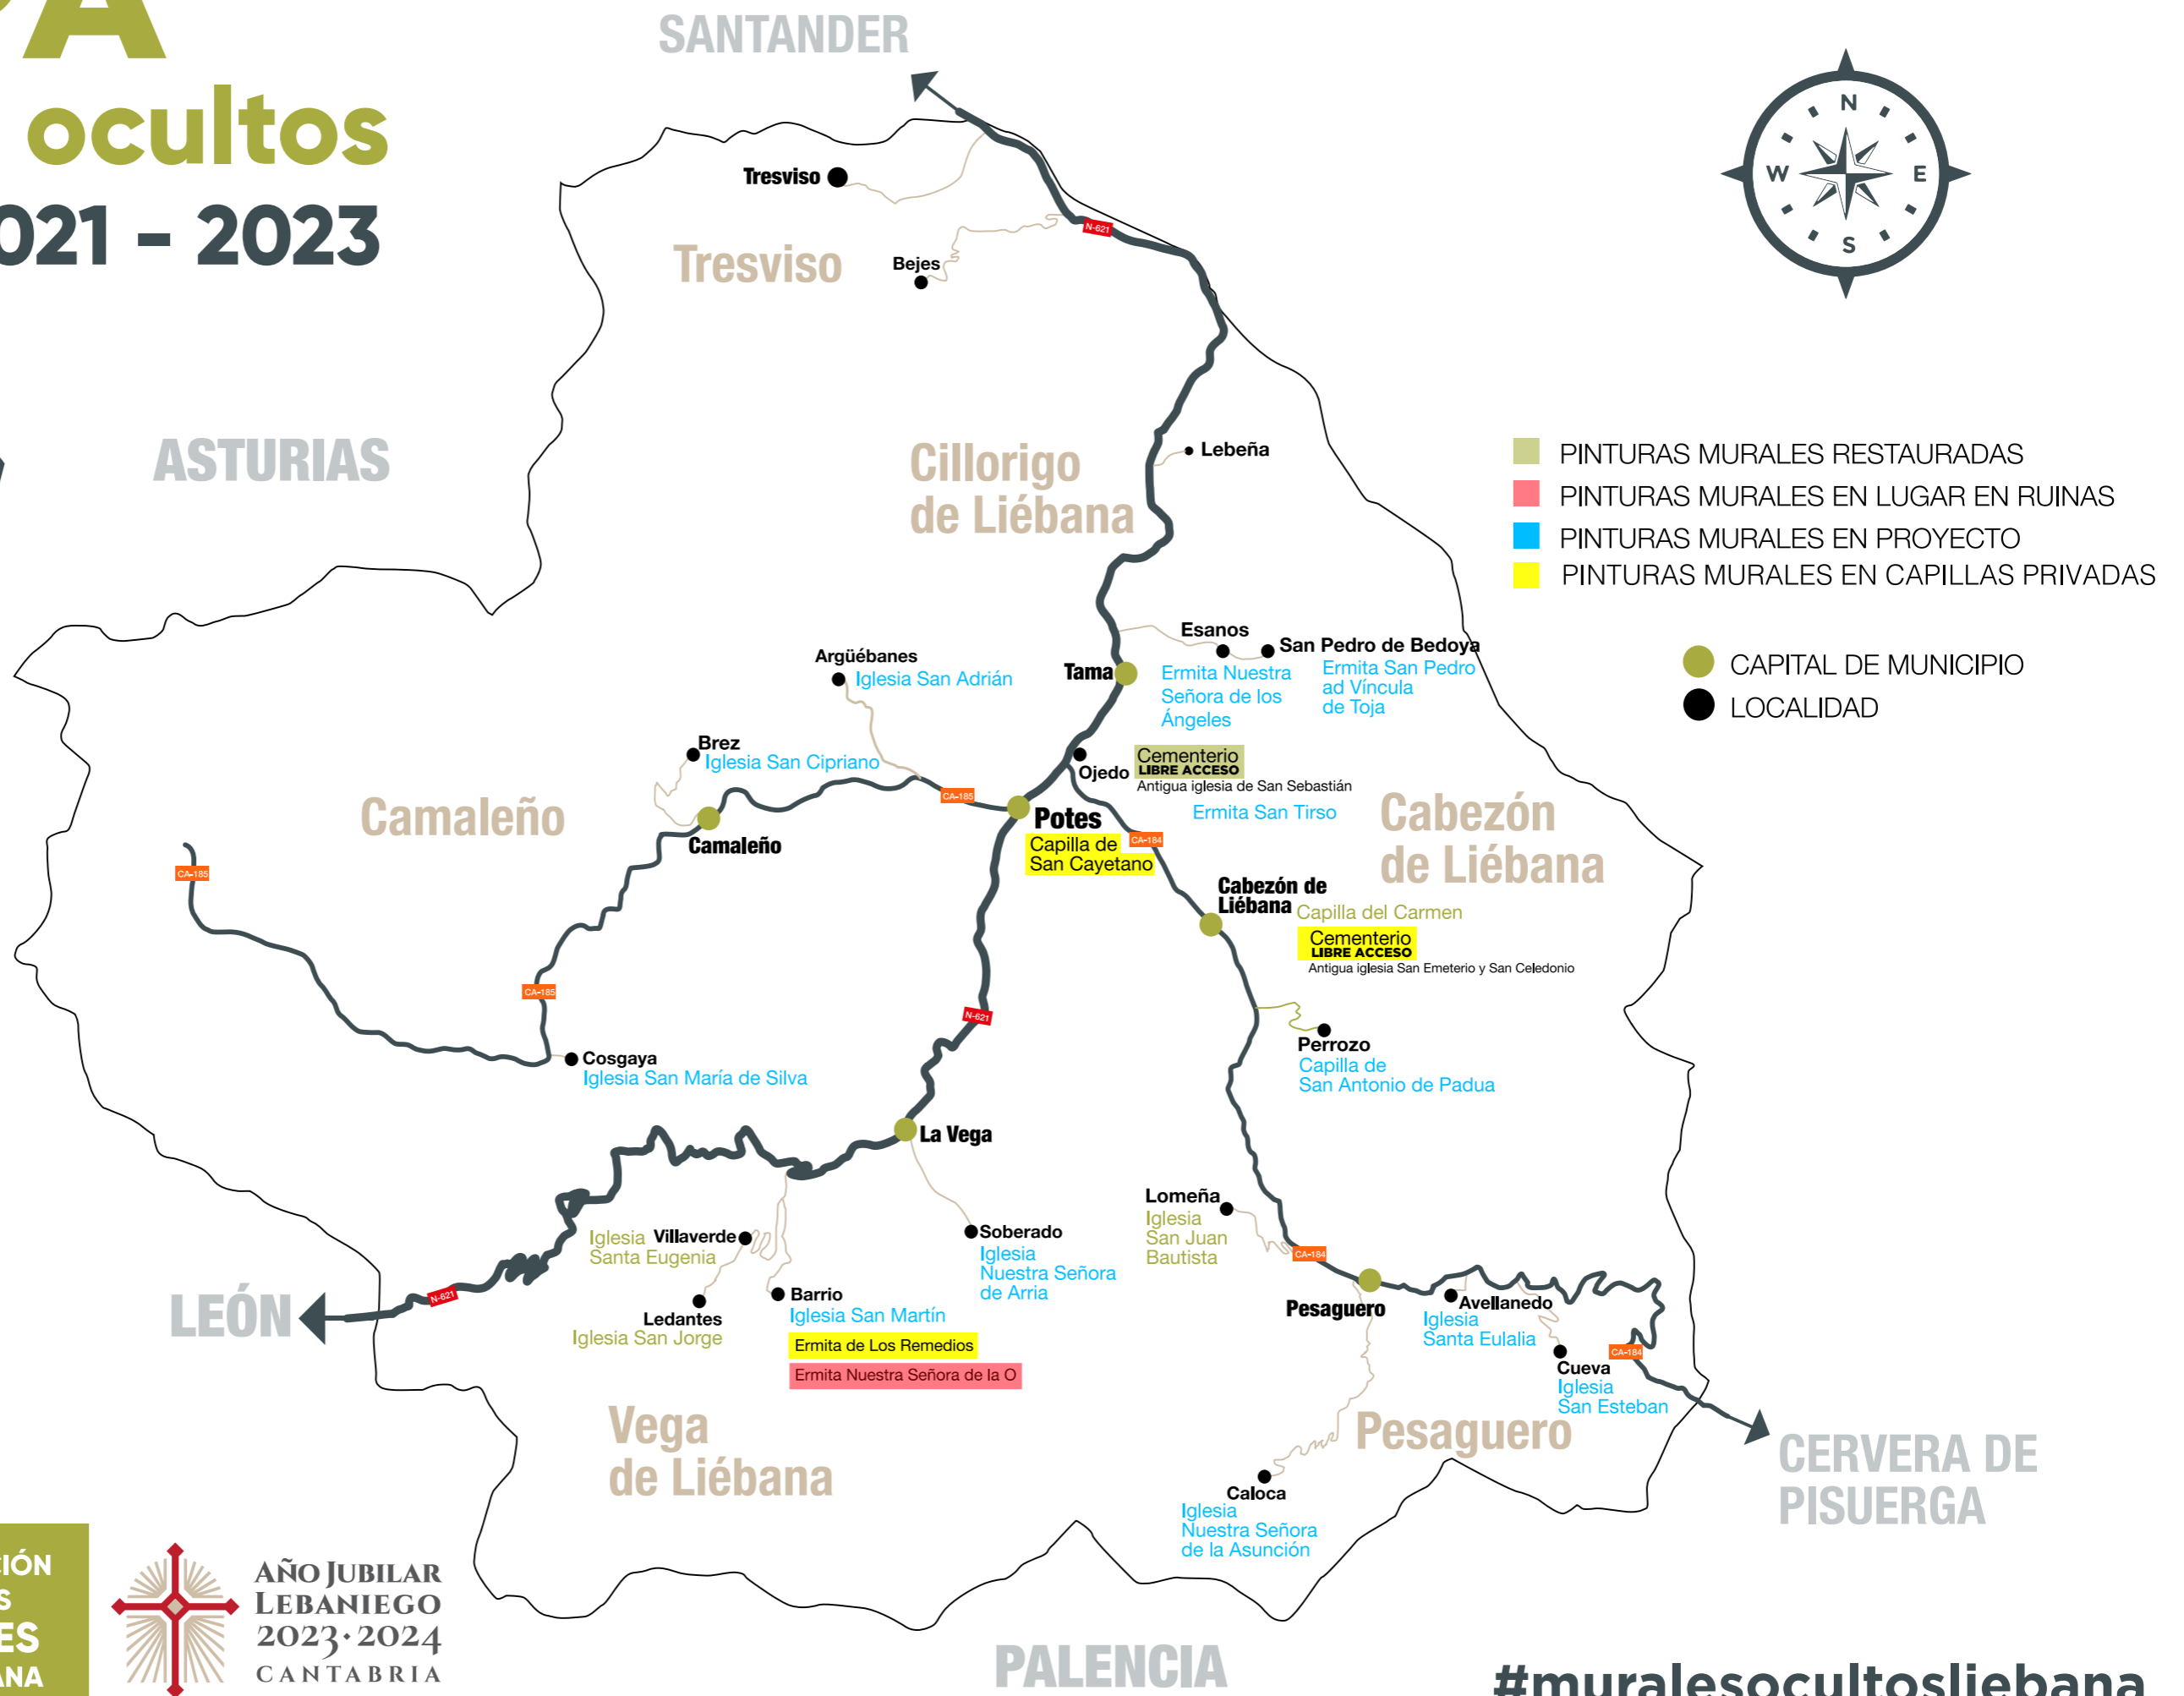 SANTANDER
ocultos
2021 - 2023
N
W
E
S
Tresviso
Tresviso
N-621
Bejes
ASTURIAS
Cillorigo
de Liébana
Lebeña
PINTURAS MURALES RESTAURADAS
PINTURAS MURALES EN LUGAR EN RUINAS
PINTURAS MURALES EN PROYECTO
PINTURAS MURALES EN CAPILLAS PRIVADAS
CAPITAL DE MUNICIPIO
LOCALIDAD
Esanos
Ermita Nuestra
Señora de los
Ángeles
San Pedro de Bedoya
Ermita San Pedro
ad Víncula
de Toja
Tama
Argüébanes
Iglesia San Adrián
Brez
Iglesia San Cipriano
Ojedo
Cementerio
LIBRE ACCESO
Antigua iglesia de San Sebastián
Ermita San Tirso
Camaleño
Camaleño
CA-185
Potes
Capilla de
San Cayetano
CA-184
Cabezón
de Liébana
CA-185
Cabezón de
Liébana
Capilla del Carmen
Cementerio
LIBRE ACCESO
Antigua iglesia San Emeterio y San Celedonio
CA-185
N-621
Perrozo
Capilla de
San Antonio de Padua
Cosgaya
Iglesia San María de Silva
La Vega
Lomeña
Iglesia
San Juan
Bautista
Iglesia
Santa Eugenia
Villaverde
Soberado
Iglesia
Nuestra Señora
de Arria
CA-184
LEÓN
N-621
Ledantes
Iglesia San Jorge
Barrio
Iglesia San Martín
Ermita de Los Remedios
Ermita Nuestra Señora de la O
Pesaguero
Avellanedo
Iglesia
Santa Eulalia
CA-184
Cueva
Iglesia
San Esteban
Vega
de Liébana
Pesaguero
CERVERA DE
PISUERGA
Caloca
Iglesia
Nuestra Señora
de la Asunción
AÑO JUBILAR
LEBANIEGO
2023·2024
CANTABRIA
PALENCIA
#muralesocultosliebana